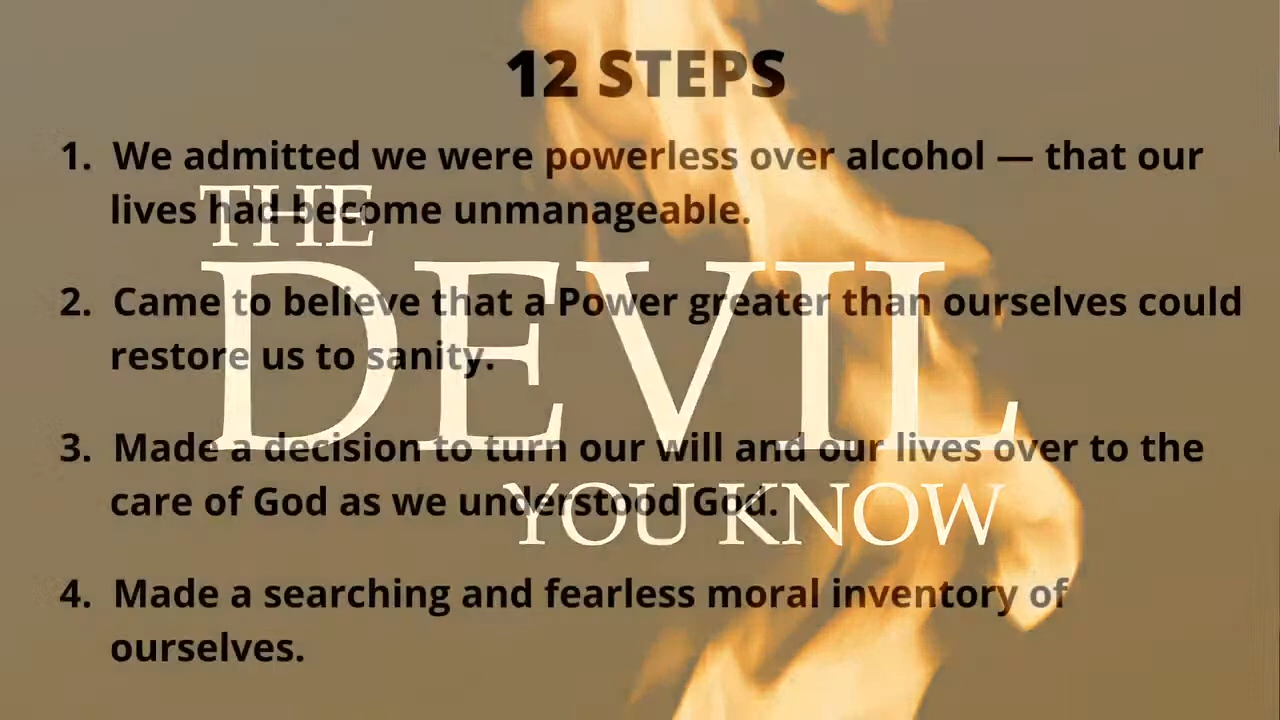 12 STEPS
1. We admitted we were powerless over alcohol — that our
lives had become unmanageable.
2. Came to believe that a Power greater than ourselves could
restore us to sanity.
3. Made a decision to turn our will and our lives over to the
care of God as we understood God.
4. Made a searching and fearless moral inventory of
ourselves.
THE
DEVIL
YOU KNOW